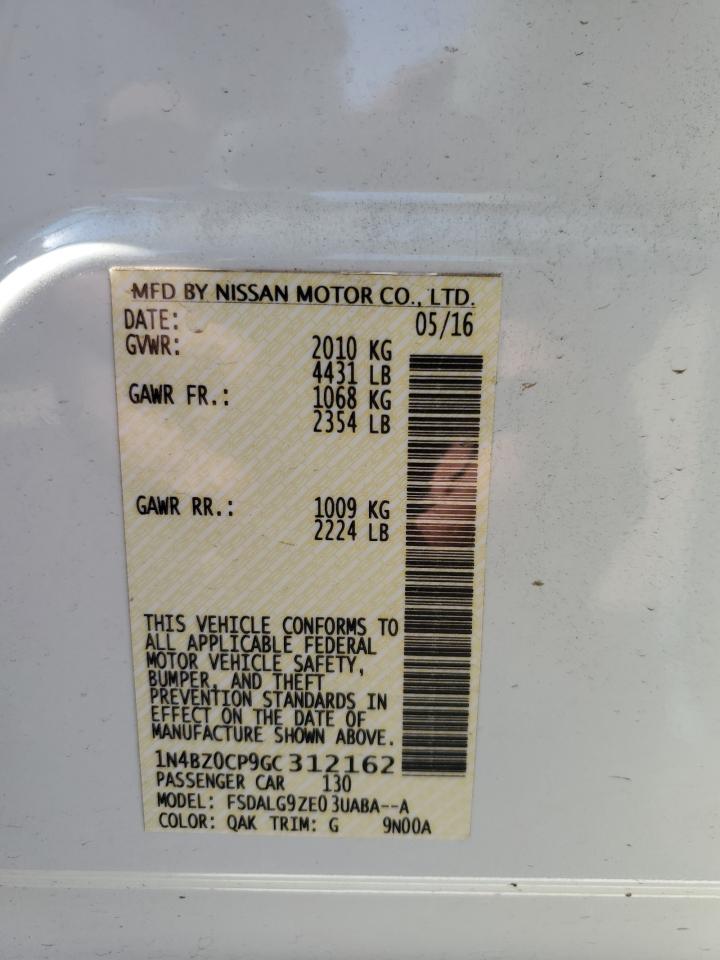 MFD BY NISSAN MOTOR CO., LTD.
DATE: 05/16
GVWR: 2010 KG
4431 LB
GAWR FR.: 1068 KG
2354 LB
GAWR RR.: 1009 KG
2224 LB
THIS VEHICLE CONFORMS TO
ALL APPLICABLE FEDERAL
MOTOR VEHICLE SAFETY,
BUMPER, AND THEFT
PREVENTION STANDARDS IN
EFFECT ON THE DATE OF
MANUFACTURE SHOWN ABOVE.
1N4BZ0CP9GC312162
PASSENGER CAR 130
MODEL: FSDALG9ZE03UABA--A
COLOR: QAK TRIM: G 9N00A